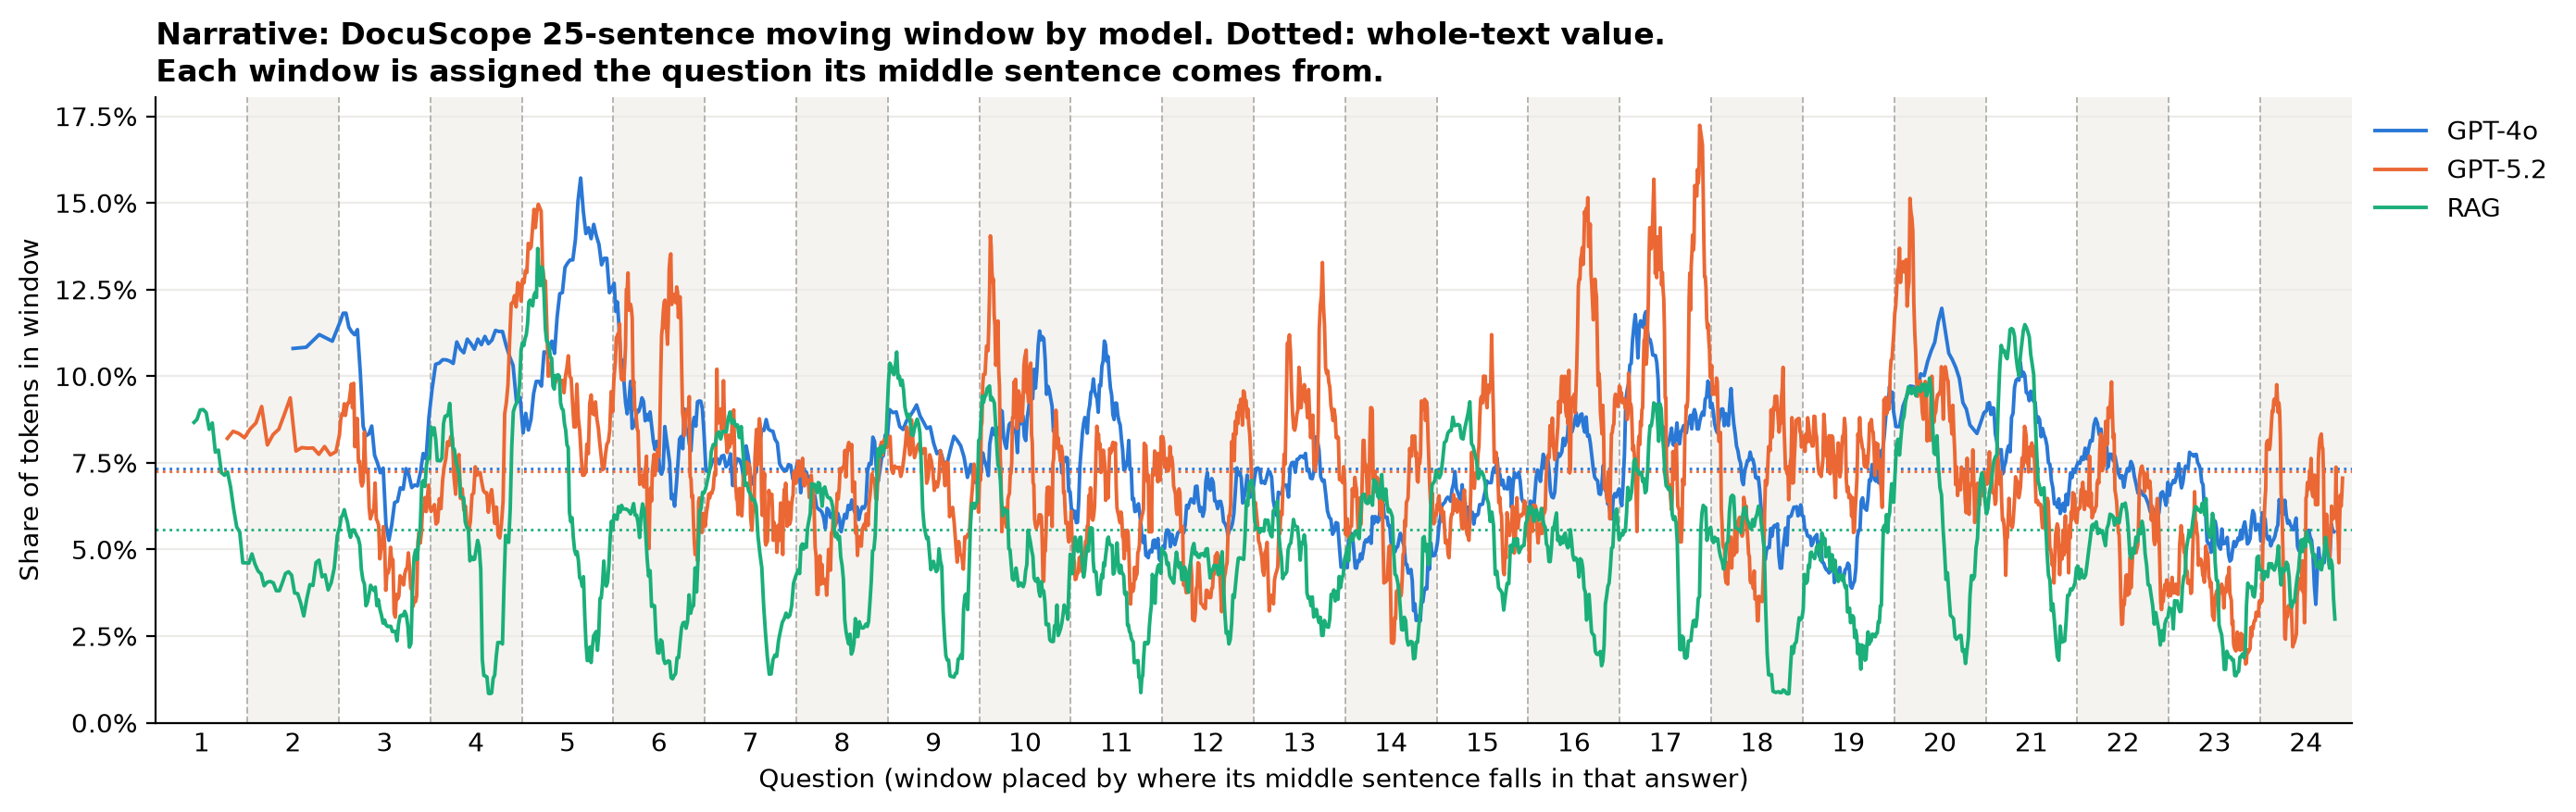 Narrative: DocuScope 25-sentence moving window by model. Dotted: whole-text value.
Each window is assigned the question its middle sentence comes from.
17.5%
15.0%
12.5%
10.0%
7.5%
5.0%
2.5%
0.0%
Share of tokens in window
1 2 3 4 5 6 7 8 9 10 11 12 13 14 15 16 17 18 19 20 21 22 23 24
Question (window placed by where its middle sentence falls in that answer)
GPT-4o
GPT-5.2
RAG